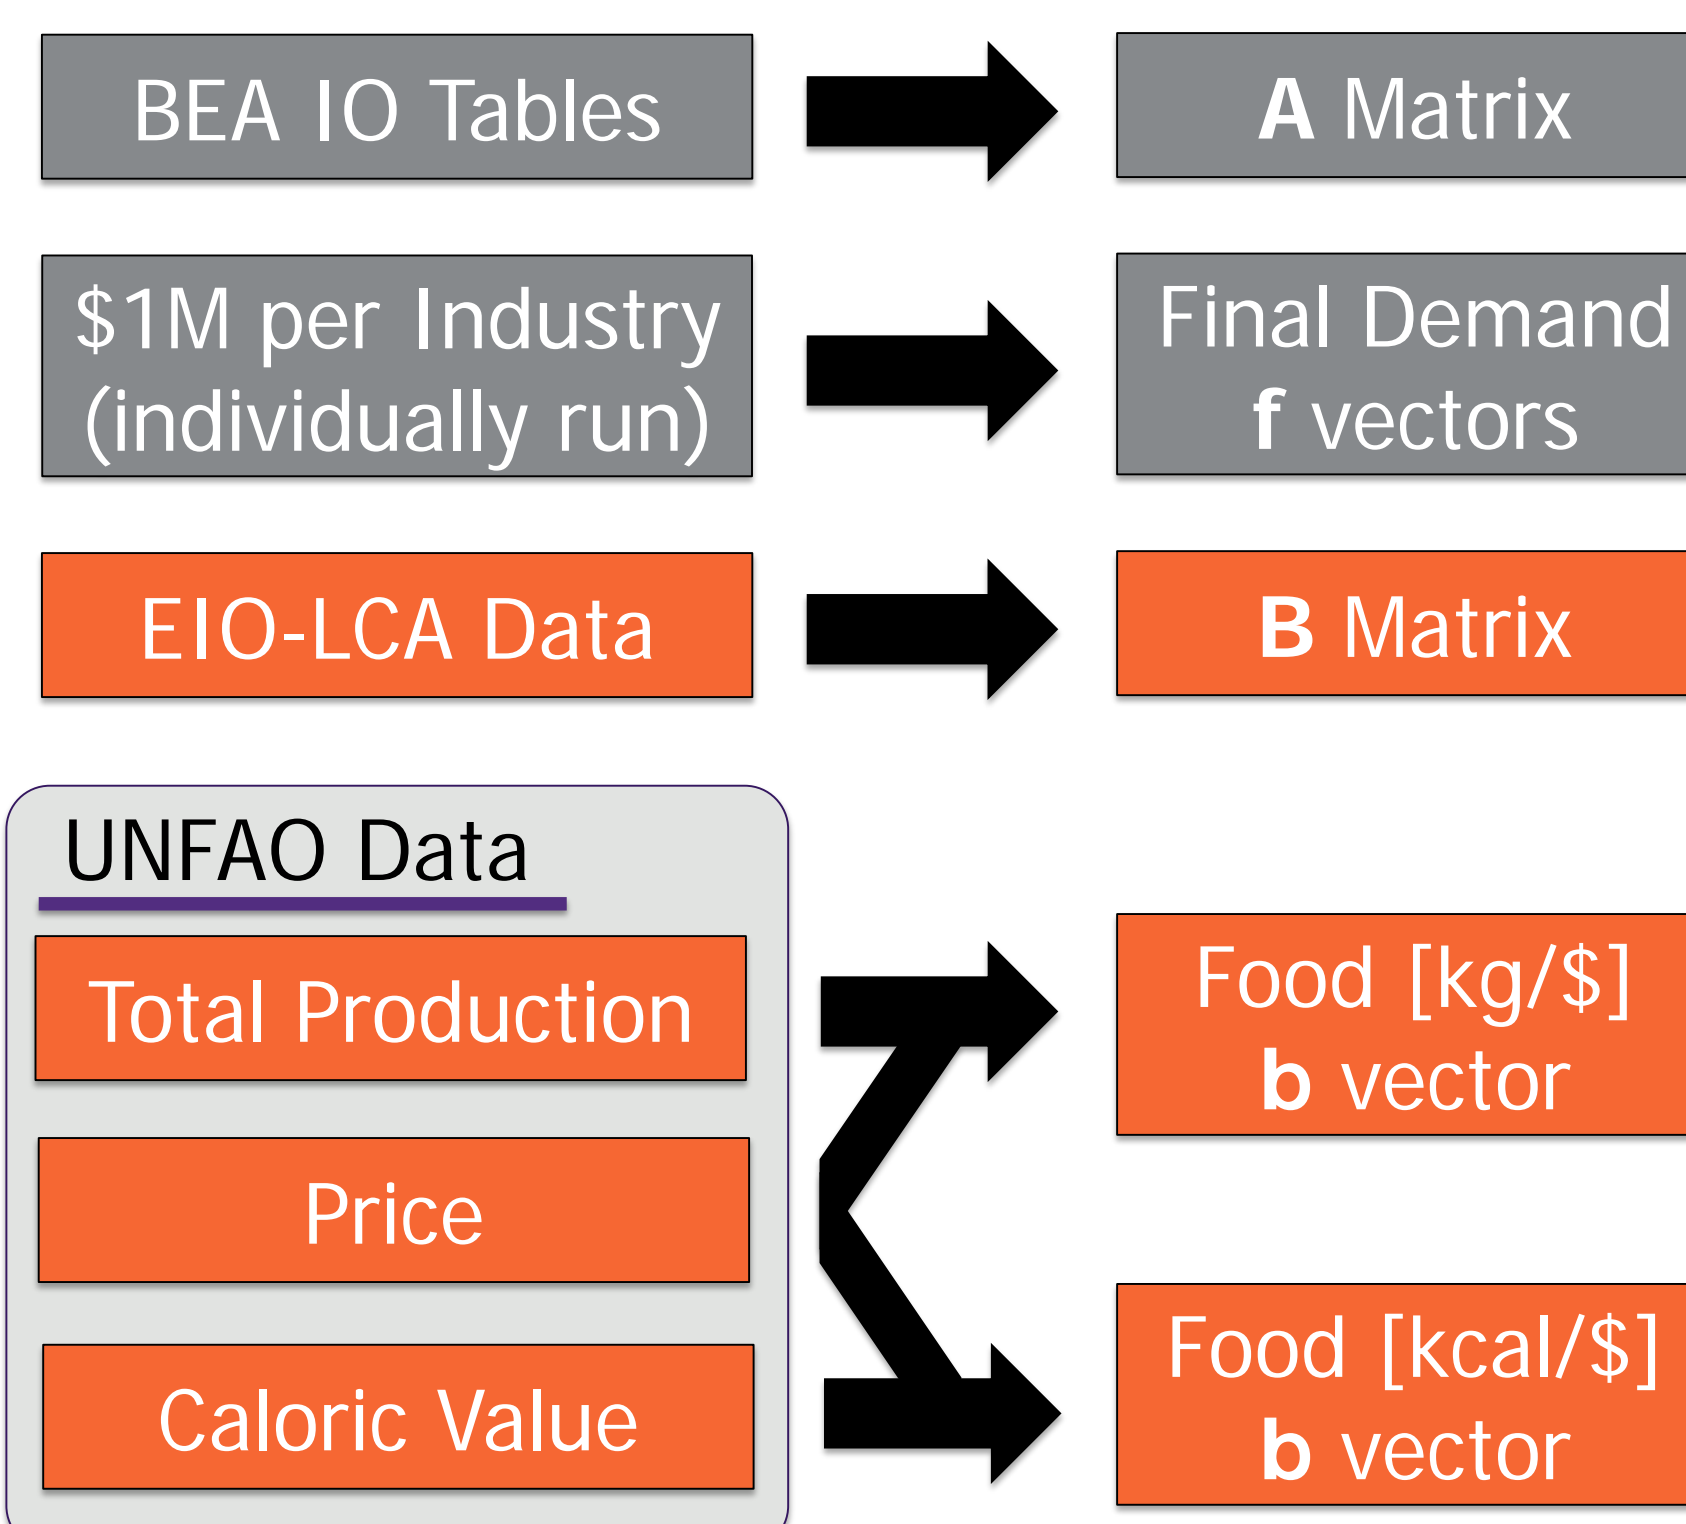 BEA IO Tables
A Matrix
$1M per Industry
(individually run)
Final Demand
f vectors
EIO-LCA Data
B Matrix
UNFAO Data
Total Production
Food [kg/$]
b vector
Price
Caloric Value
Food [kcal/$]
b vector